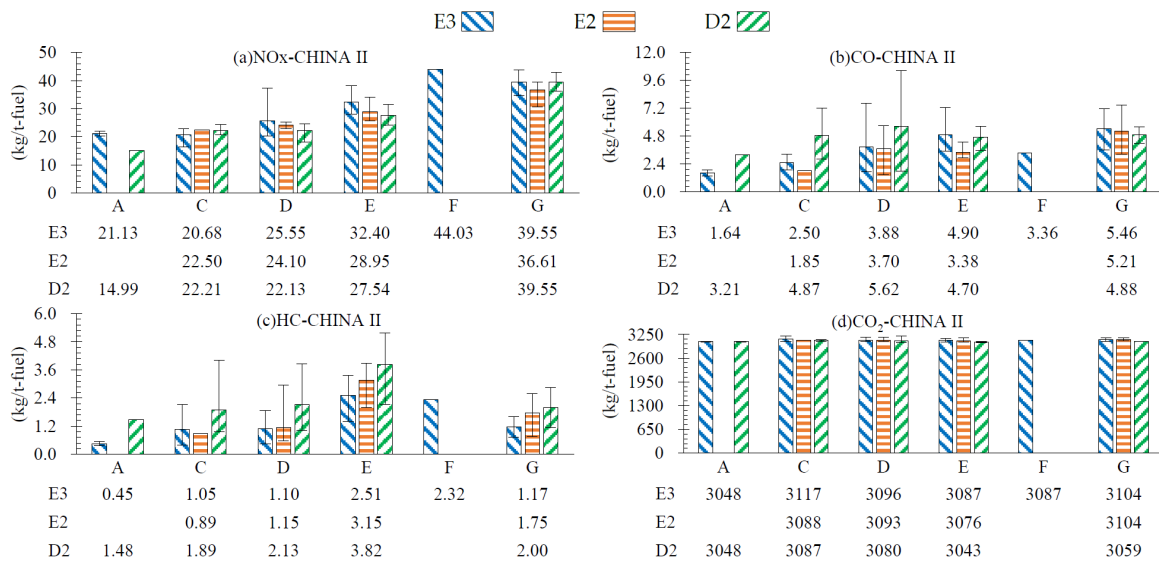 E3 E2 D2
(a)NOx-CHINA II
(kg/t-fuel)
50
40
30
20
10
0
A C D E F G
E3 21.13 20.68 25.55 32.40 44.03 39.55
E2 22.50 24.10 28.95 36.61
D2 14.99 22.21 22.13 27.54 39.55
(b)CO-CHINA II
(kg/t-fuel)
12.0
9.6
7.2
4.8
2.4
0.0
A C D E F G
E3 1.64 2.50 3.88 4.90 3.36 5.46
E2 1.85 3.70 3.38 5.21
D2 3.21 4.87 5.62 4.70 4.88
(c)HC-CHINA II
(kg/t-fuel)
6.0
4.8
3.6
2.4
1.2
0.0
A C D E F G
E3 0.45 1.05 1.10 2.51 2.32 1.17
E2 0.89 1.15 3.15 1.75
D2 1.48 1.89 2.13 3.82 2.00
(d)CO₂-CHINA II
(kg/t-fuel)
3250
2600
1950
1300
650
0
A C D E F G
E3 3048 3117 3096 3087 3087 3104
E2 3088 3093 3076 3104
D2 3048 3087 3080 3043 3059